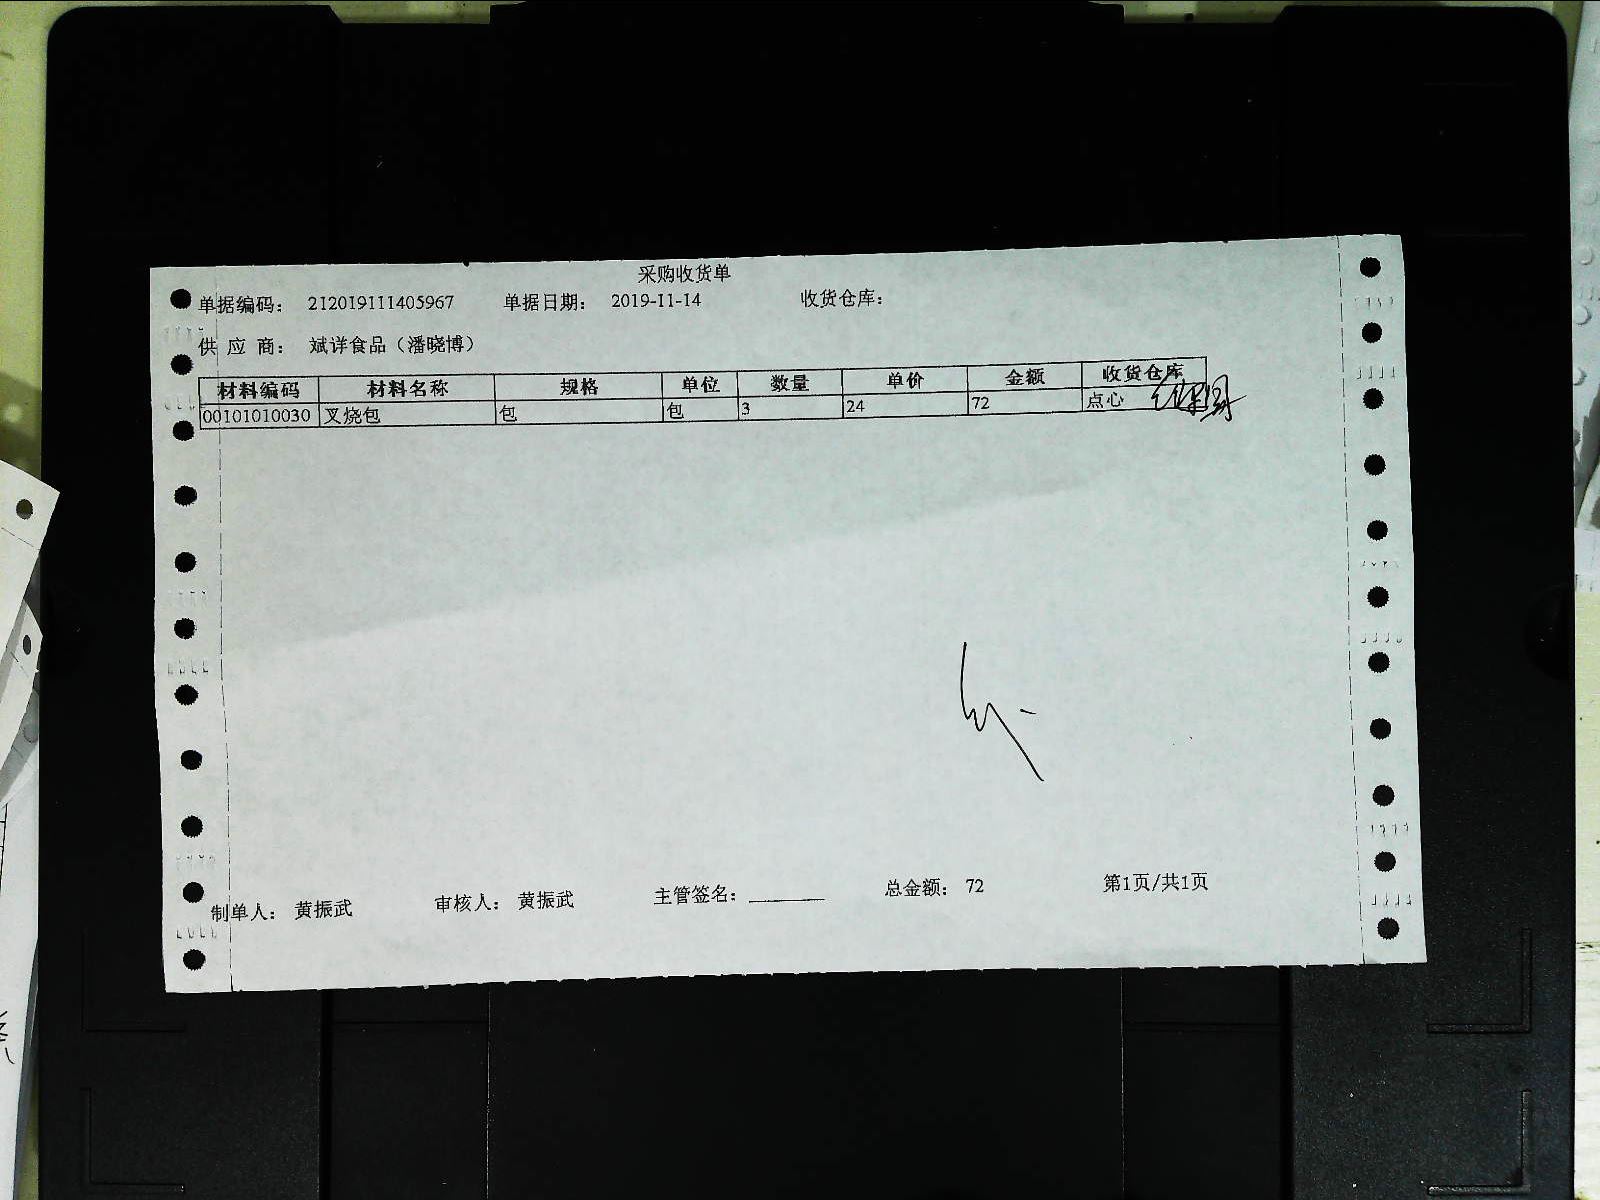 采购收货单
单据编码： 212019111405967 单据日期： 2019-11-14 收货仓库：
供 应 商： 斌详食品（潘晓博）
材料编码 材料名称 规格 单位 数量 单价 金额 收货仓库
00101010030 叉烧包 包 包 3 24 72 点心
制单人： 黄振武 审核人： 黄振武 主管签名： 总金额： 72 第1页/共1页